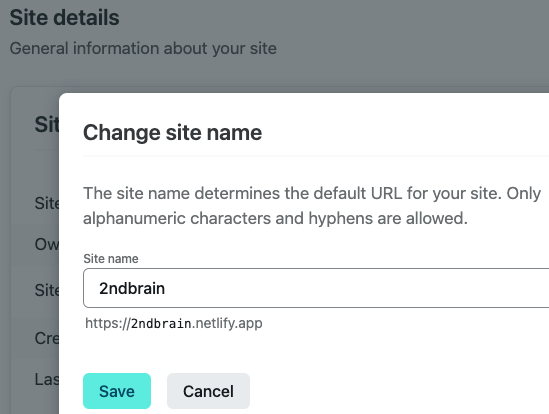 Site details
General information about your site
Sit
Change site name
The site name determines the default URL for your site. Only
alphanumeric characters and hyphens are allowed.
Site
Ow
Site name
2ndbrain
Site
https://2ndbrain.netlify.app
Cre
Las
Save
Cancel